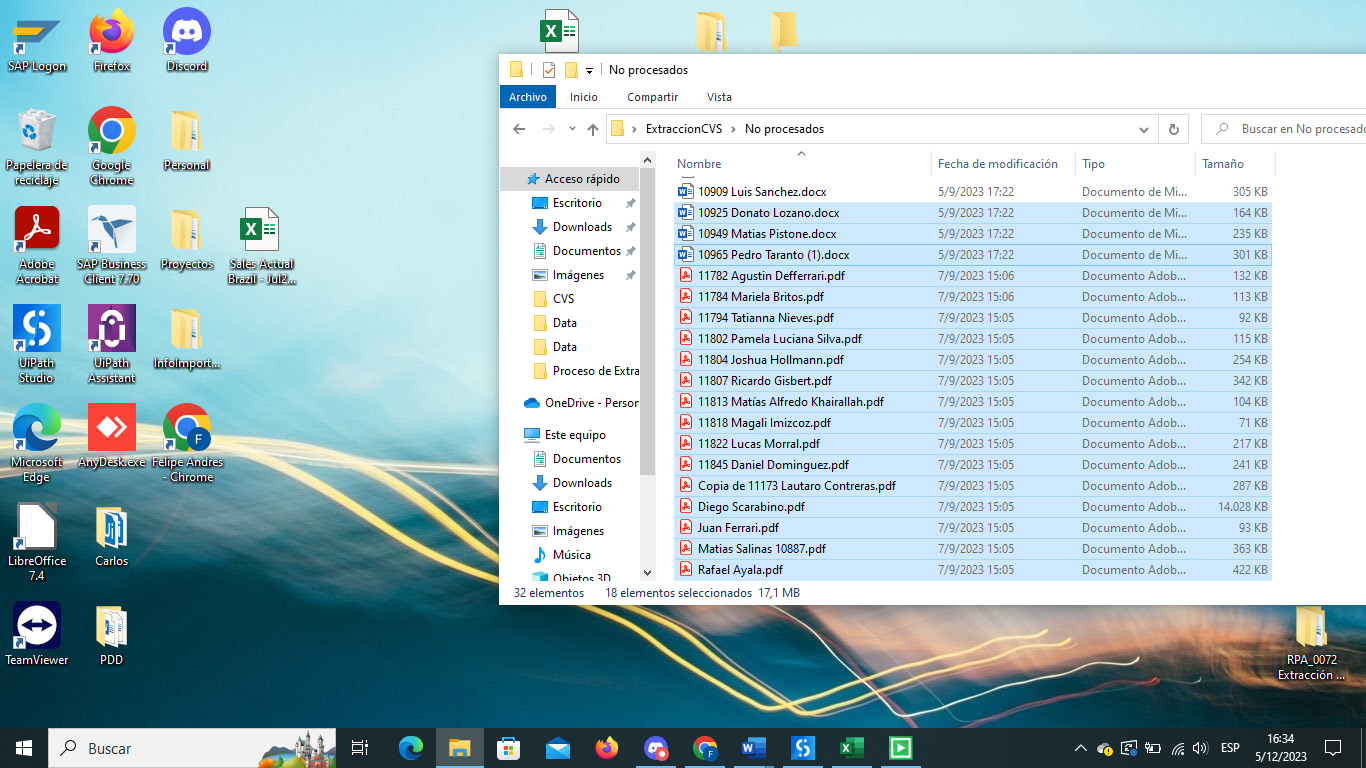 SAP Logon
Firefox
Discord
No procesados
Archivo
Inicio
Compartir
Vista
ExtraccionCVS
No procesados
Buscar en No procesado
Papelera de reciclaje
Google Chrome
Personal
Adobe Acrobat
SAP Business Client 7.70
Proyectos
Sales Actual Brazil - Jul2...
UiPath Studio
UiPath Assistant
InfoImport...
Microsoft Edge
AnyDesk.exe
Felipe Andres - Chrome
LibreOffice 7.4
Carlos
TeamViewer
PDD
Acceso rápido
Escritorio
Downloads
Documentos
Imágenes
CVS
Data
Data
Proceso de Extra
OneDrive - Person
Este equipo
Documentos
Downloads
Escritorio
Imágenes
Música
Objetos 3D
Nombre Fecha de modificación Tipo Tamaño
10909 Luis Sanchez.docx 5/9/2023 17:22 Documento de Mi... 305 KB
10925 Donato Lozano.docx 5/9/2023 17:22 Documento de Mi... 164 KB
10949 Matias Pistone.docx 5/9/2023 17:22 Documento de Mi... 235 KB
10965 Pedro Taranto (1).docx 5/9/2023 17:22 Documento de Mi... 301 KB
11782 Agustin Defferrari.pdf 7/9/2023 15:06 Documento Adob... 132 KB
11784 Mariela Britos.pdf 7/9/2023 15:06 Documento Adob... 113 KB
11794 Tatianna Nieves.pdf 7/9/2023 15:05 Documento Adob... 92 KB
11802 Pamela Luciana Silva.pdf 7/9/2023 15:05 Documento Adob... 115 KB
11804 Joshua Hollmann.pdf 7/9/2023 15:05 Documento Adob... 254 KB
11807 Ricardo Gisbert.pdf 7/9/2023 15:05 Documento Adob... 342 KB
11813 Matías Alfredo Khairallah.pdf 7/9/2023 15:05 Documento Adob... 104 KB
11818 Magali Imizcoz.pdf 7/9/2023 15:05 Documento Adob... 71 KB
11822 Lucas Morral.pdf 7/9/2023 15:05 Documento Adob... 217 KB
11845 Daniel Dominguez.pdf 7/9/2023 15:05 Documento Adob... 241 KB
Copia de 11173 Lautaro Contreras.pdf 7/9/2023 15:05 Documento Adob... 287 KB
Diego Scarabino.pdf 7/9/2023 15:05 Documento Adob... 14.028 KB
Juan Ferrari.pdf 7/9/2023 15:05 Documento Adob... 43 KB
Matias Salinas 10887.pdf 7/9/2023 15:05 Documento Adob... 363 KB
Rafael Ayala.pdf 7/9/2023 15:05 Documento Adob... 422 KB
32 elementos 18 elementos seleccionados 17,1 MB
RPA_0072
Extracción ...
Buscar
ESP
16:34
5/12/2023